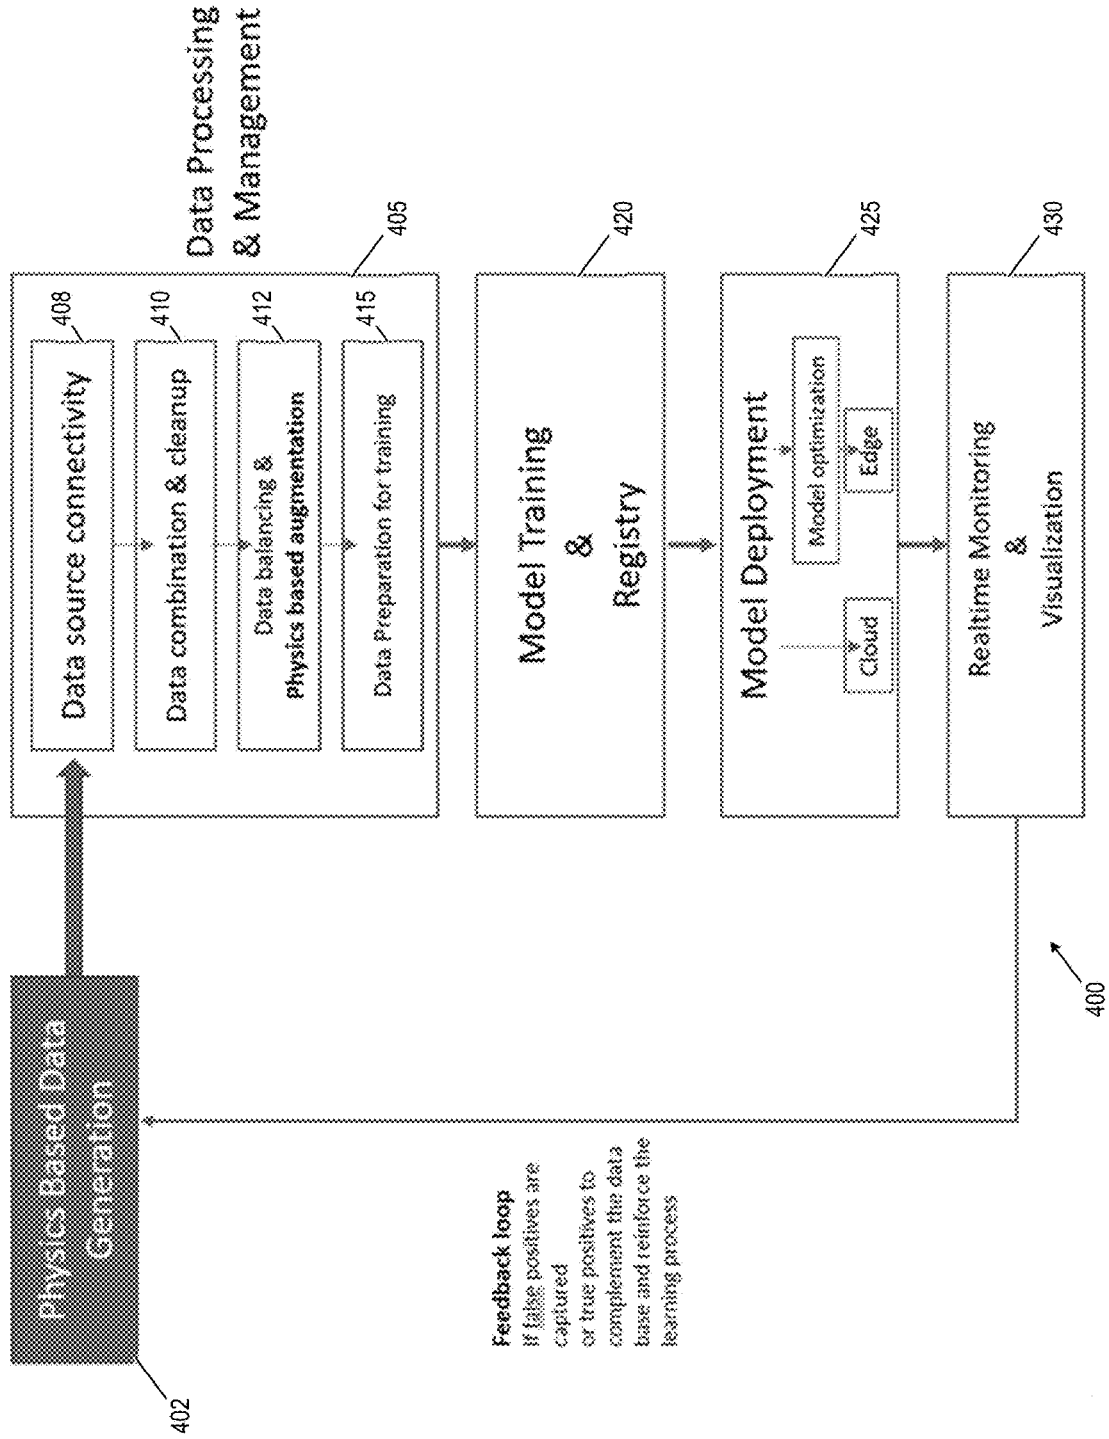 Physics Based Data
Generation
402
Data Processing
& Management
405
Data source connectivity
408
Data combination & cleanup
410
Data balancing &
Physics based augmentation
412
Data Preparation for training
415
Model Training
&
Registry
420
Model Deployment
425
Cloud
Model optimization
Edge
Realtime Monitoring
&
Visualization
430
Feedback loop
If false positives are
captured
or true positives to
complement the data
base and reinforce the
learning process
400